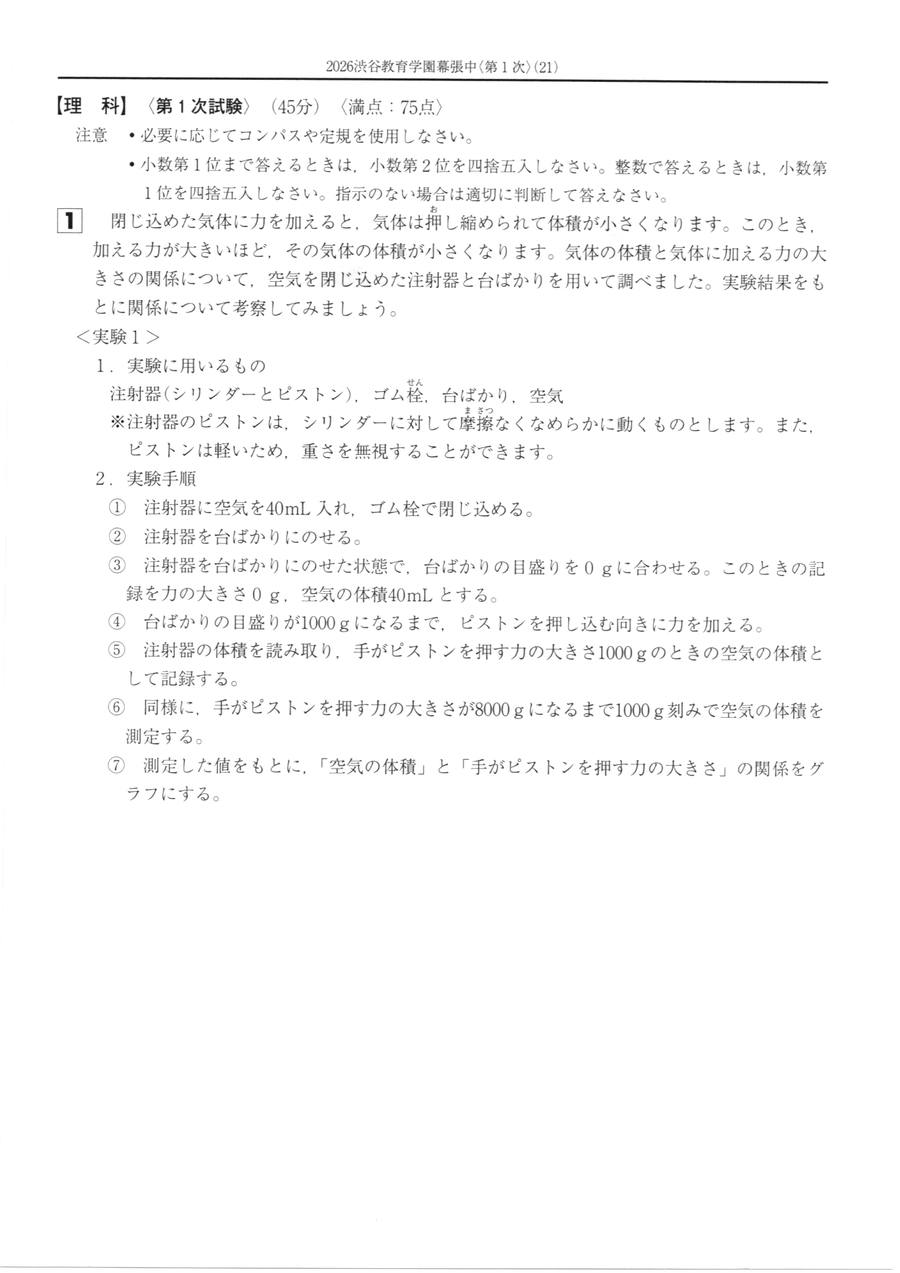 2026渋谷教育学園幕張中〈第1次〉(21)
【理 科】〈第1次試験〉(45分)〈満点：75点〉
注意 •必要に応じてコンパスや定規を使用しなさい。
•小数第1位まで答えるときは，小数第2位を四捨五入しなさい。整数で答えるときは，小数第
1位を四捨五入しなさい。指示のない場合は適切に判断して答えなさい。
1 閉じ込めた気体に力を加えると，気体は押し縮められて体積が小さくなります。このとき，
加える力が大きいほど，その気体の体積が小さくなります。気体の体積と気体に加える力の大
きさの関係について，空気を閉じ込めた注射器と台ばかりを用いて調べました。実験結果をも
とに関係について考察してみましょう。
＜実験1＞
1．実験に用いるもの
注射器(シリンダーとピストン)，ゴム栓，台ばかり，空気
※注射器のピストンは，シリンダーに対して摩擦なくなめらかに動くものとします。また，
ピストンは軽いため，重さを無視することができます。
2．実験手順
① 注射器に空気を40mL入れ，ゴム栓で閉じ込める。
② 注射器を台ばかりにのせる。
③ 注射器を台ばかりにのせた状態で，台ばかりの目盛りを0gに合わせる。このときの記
録を力の大きさ0g，空気の体積40mLとする。
④ 台ばかりの目盛りが1000gになるまで，ピストンを押し込む向きに力を加える。
⑤ 注射器の体積を読み取り，手がピストンを押す力の大きさ1000gのときの空気の体積と
して記録する。
⑥ 同様に，手がピストンを押す力の大きさが8000gになるまで1000g刻みで空気の体積を
測定する。
⑦ 測定した値をもとに，「空気の体積」と「手がピストンを押す力の大きさ」の関係をグ
ラフにする。